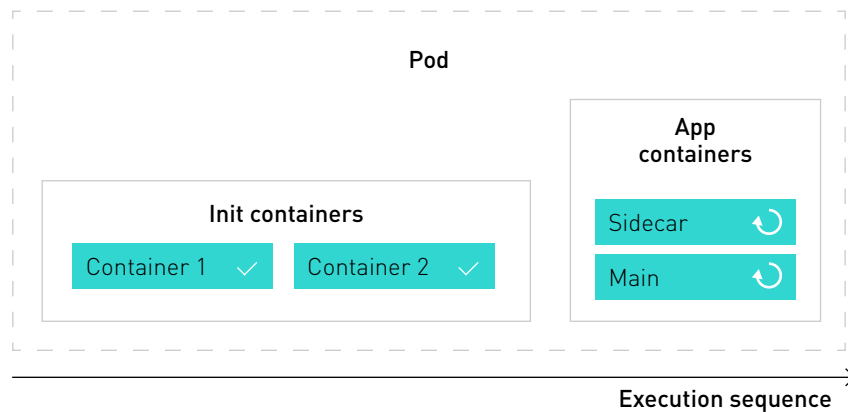 Pod
Init containers
Container 1
Container 2
App
containers
Sidecar
Main
Execution sequence